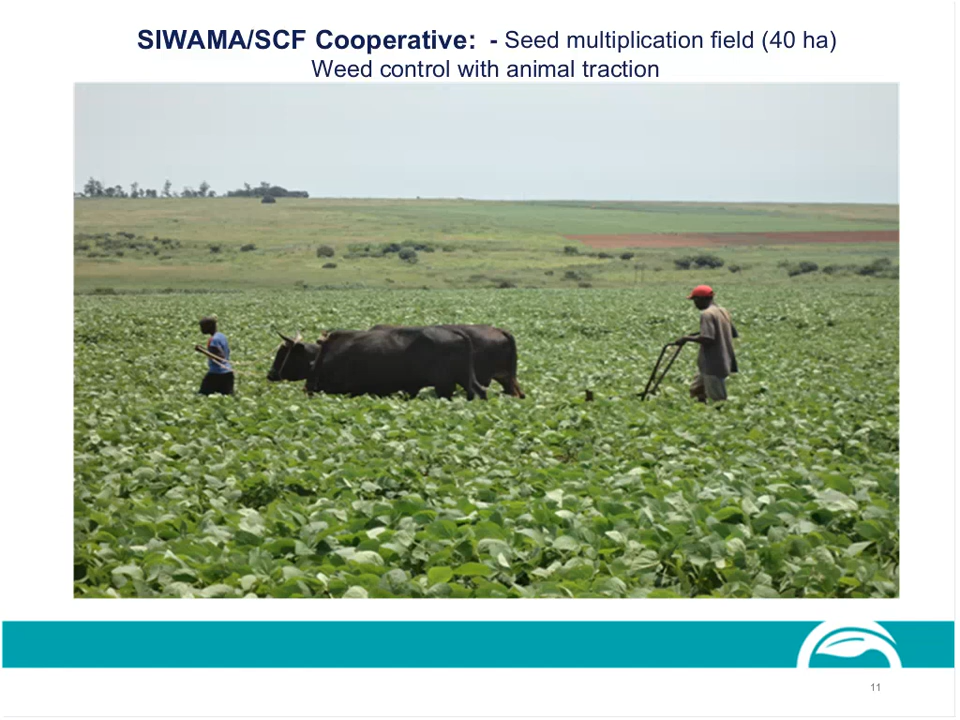 SIWAMA/SCF Cooperative: - Seed multiplication field (40 ha)
Weed control with animal traction
11